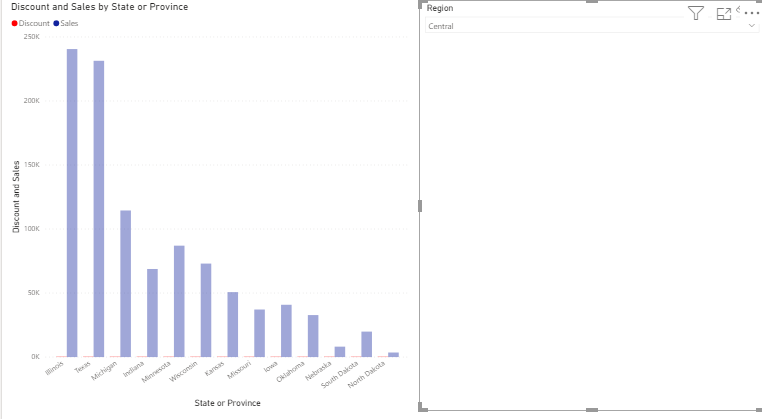 Discount and Sales by State or Province
Discount Sales
250K
200K
150K
100K
50K
0K
Discount and Sales
Illinois
Texas
Michigan
Indiana
Minnesota
Wisconsin
Kansas
Missouri
Iowa
Oklahoma
Nebraska
South Dakota
North Dakota
State or Province
Region
Central